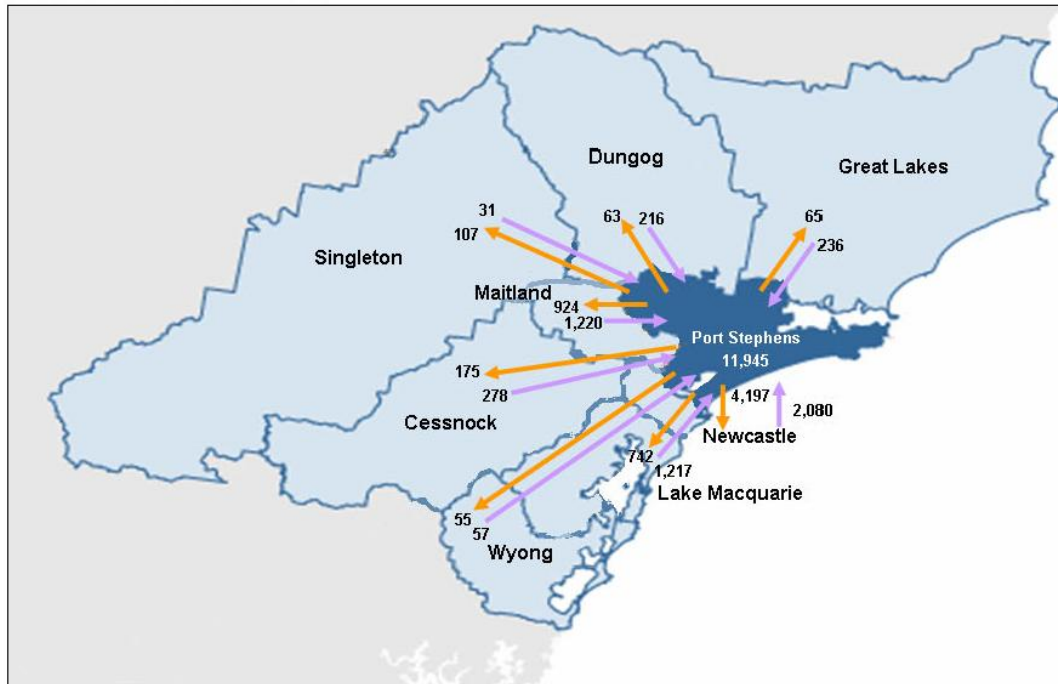 Dungog
Great Lakes
31
107
63
216
65
236
Singleton
Maitland
924
1,220
Port Stephens
11,945
175
278
4,197
2,080
Cessnock
Newcastle
742
1,217
Lake Macquarie
55
57
Wyong